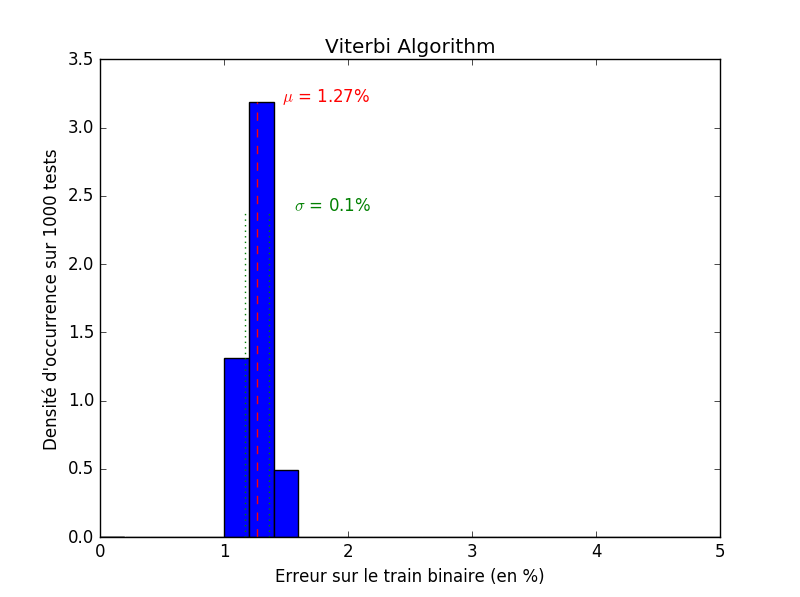 Viterbi Algorithm
3.5
3.0
2.5
2.0
1.5
1.0
0.5
0.0
Densité d'occurrence sur 1000 tests
μ = 1.27%
σ = 0.1%
0 1 2 3 4 5
Erreur sur le train binaire (en %)